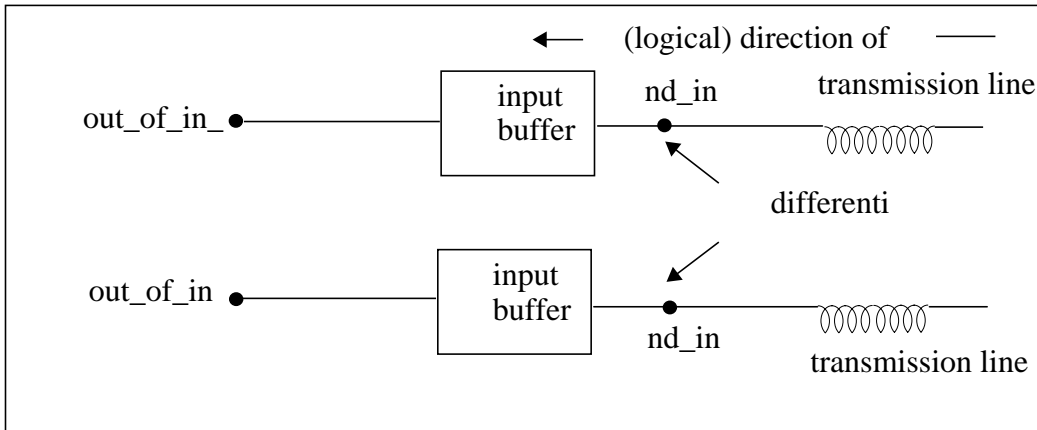 (logical) direction of
transmission line
input
buffer
nd_in
out_of_in_
differenti
input
buffer
out_of_in
nd_in
transmission line